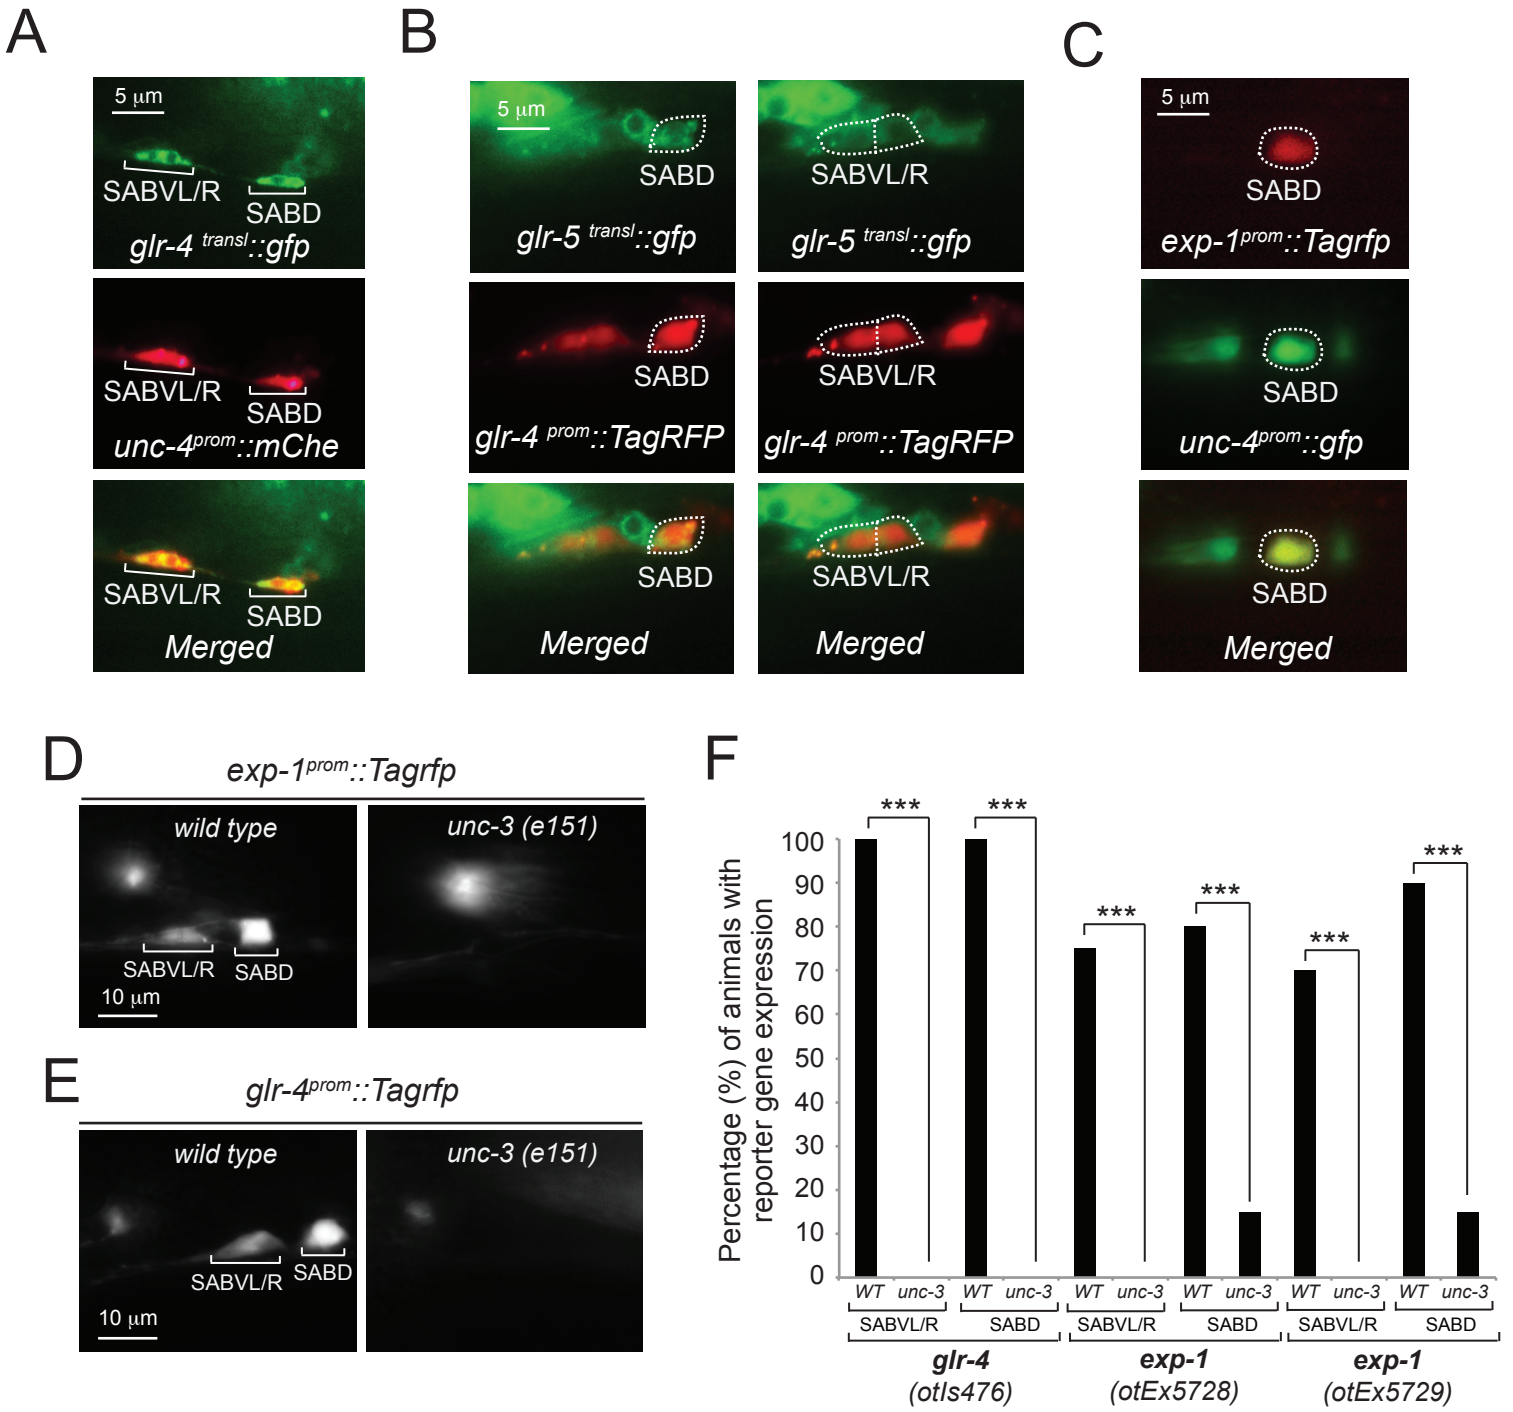 A
5 μm
SABVL/R
SABD
glr-4 transl::gfp
SABVL/R
SABD
unc-4prom::mChe
SABVL/R
SABD
Merged
B
5 μm
SABD
glr-5 transl::gfp
SABD
glr-4 prom::TagRFP
SABD
Merged
SABVL/R
glr-5 transl::gfp
SABVL/R
glr-4 prom::TagRFP
SABVL/R
Merged
C
5 μm
SABD
exp-1prom::Tagrfp
SABD
unc-4prom::gfp
SABD
Merged
D
exp-1prom::Tagrfp
wild type
SABVL/R
SABD
10 μm
unc-3 (e151)
E
glr-4prom::Tagrfp
wild type
SABVL/R
SABD
10 μm
unc-3 (e151)
F
Percentage (%) of animals with
reporter gene expression
100
90
80
70
60
50
40
30
20
10
0
*** *** *** *** *** ***
WT unc-3 WT unc-3 WT unc-3 WT unc-3 WT unc-3 WT unc-3
SABVL/R SABD SABVL/R SABD SABVL/R SABD
glr-4 exp-1 exp-1
(otIs476) (otEx5728) (otEx5729)